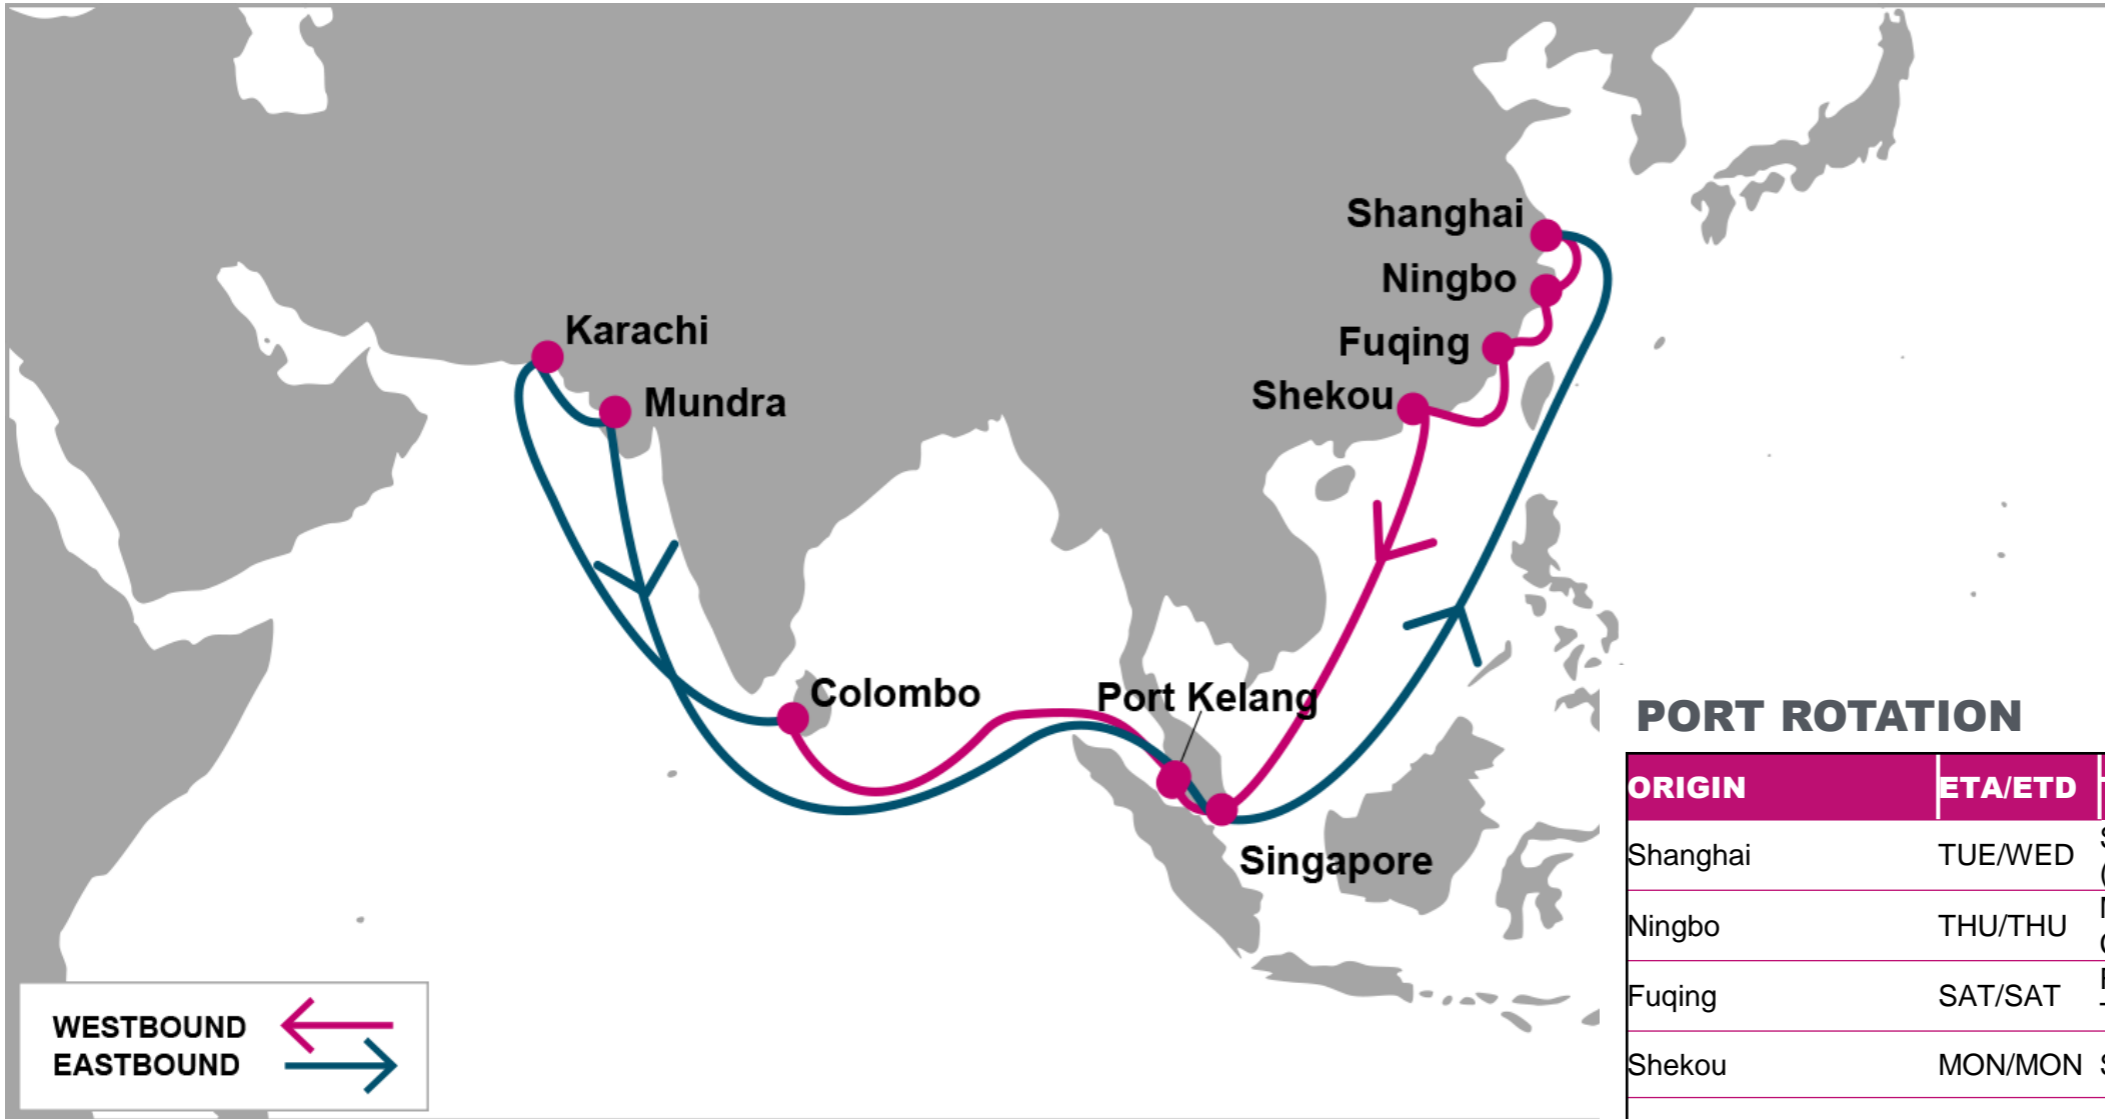 Shanghai
Ningbo
Karachi
Fuqing
Mundra
Shekou
Colombo
Port Kelang
Singapore
WESTBOUND
EASTBOUND
PORT ROTATION
ORIGIN ETA/ETD
Shanghai TUE/WED
Ningbo THU/THU
Fuqing SAT/SAT
Shekou MON/MON